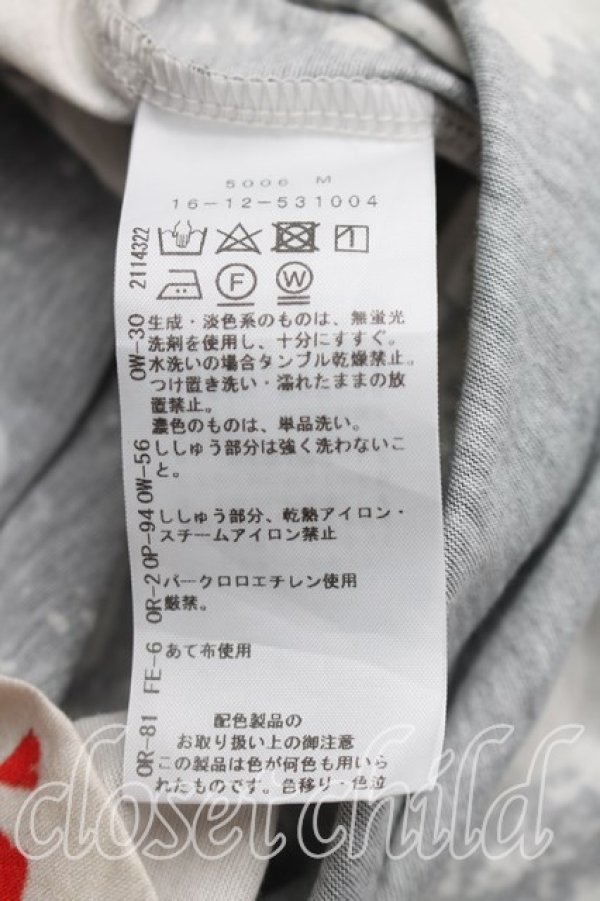 5006 M
16-12-531004
2114322
F W
OW-30
生成・淡色系のものは、無蛍光
洗剤を使用し、十分にすすぐ。
水洗いの場合タンブル乾燥禁止。
つけ置き洗い・濡れたままの放
置禁止。
濃色のものは、単品洗い。
OW-56
ししゅう部分は強く洗わないこ
と。
OP-94
ししゅう部分、乾熱アイロン・
スチームアイロン禁止
OR-2
パークロロエチレン使用
厳禁。
FE-6
あて布使用
OR-81
配色製品の
お取り扱い上の御注意
この製品は色が何色も用いら
れたものです。色移り・色泣
closet child